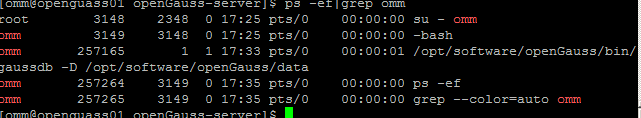 [omm@openguass01 openGauss-server]$ ps -ef|grep omm
root 3148 2348 0 17:25 pts/0 00:00:00 su - omm
omm 3149 3148 0 17:25 pts/0 00:00:00 -bash
omm 257165 1 1 17:33 pts/0 00:00:01 /opt/software/openGauss/bin/
gaussdb -D /opt/software/openGauss/data
omm 257264 3149 0 17:35 pts/0 00:00:00 ps -ef
omm 257265 3149 0 17:35 pts/0 00:00:00 grep --color=auto omm
[omm@openguass01 openGauss-server]$